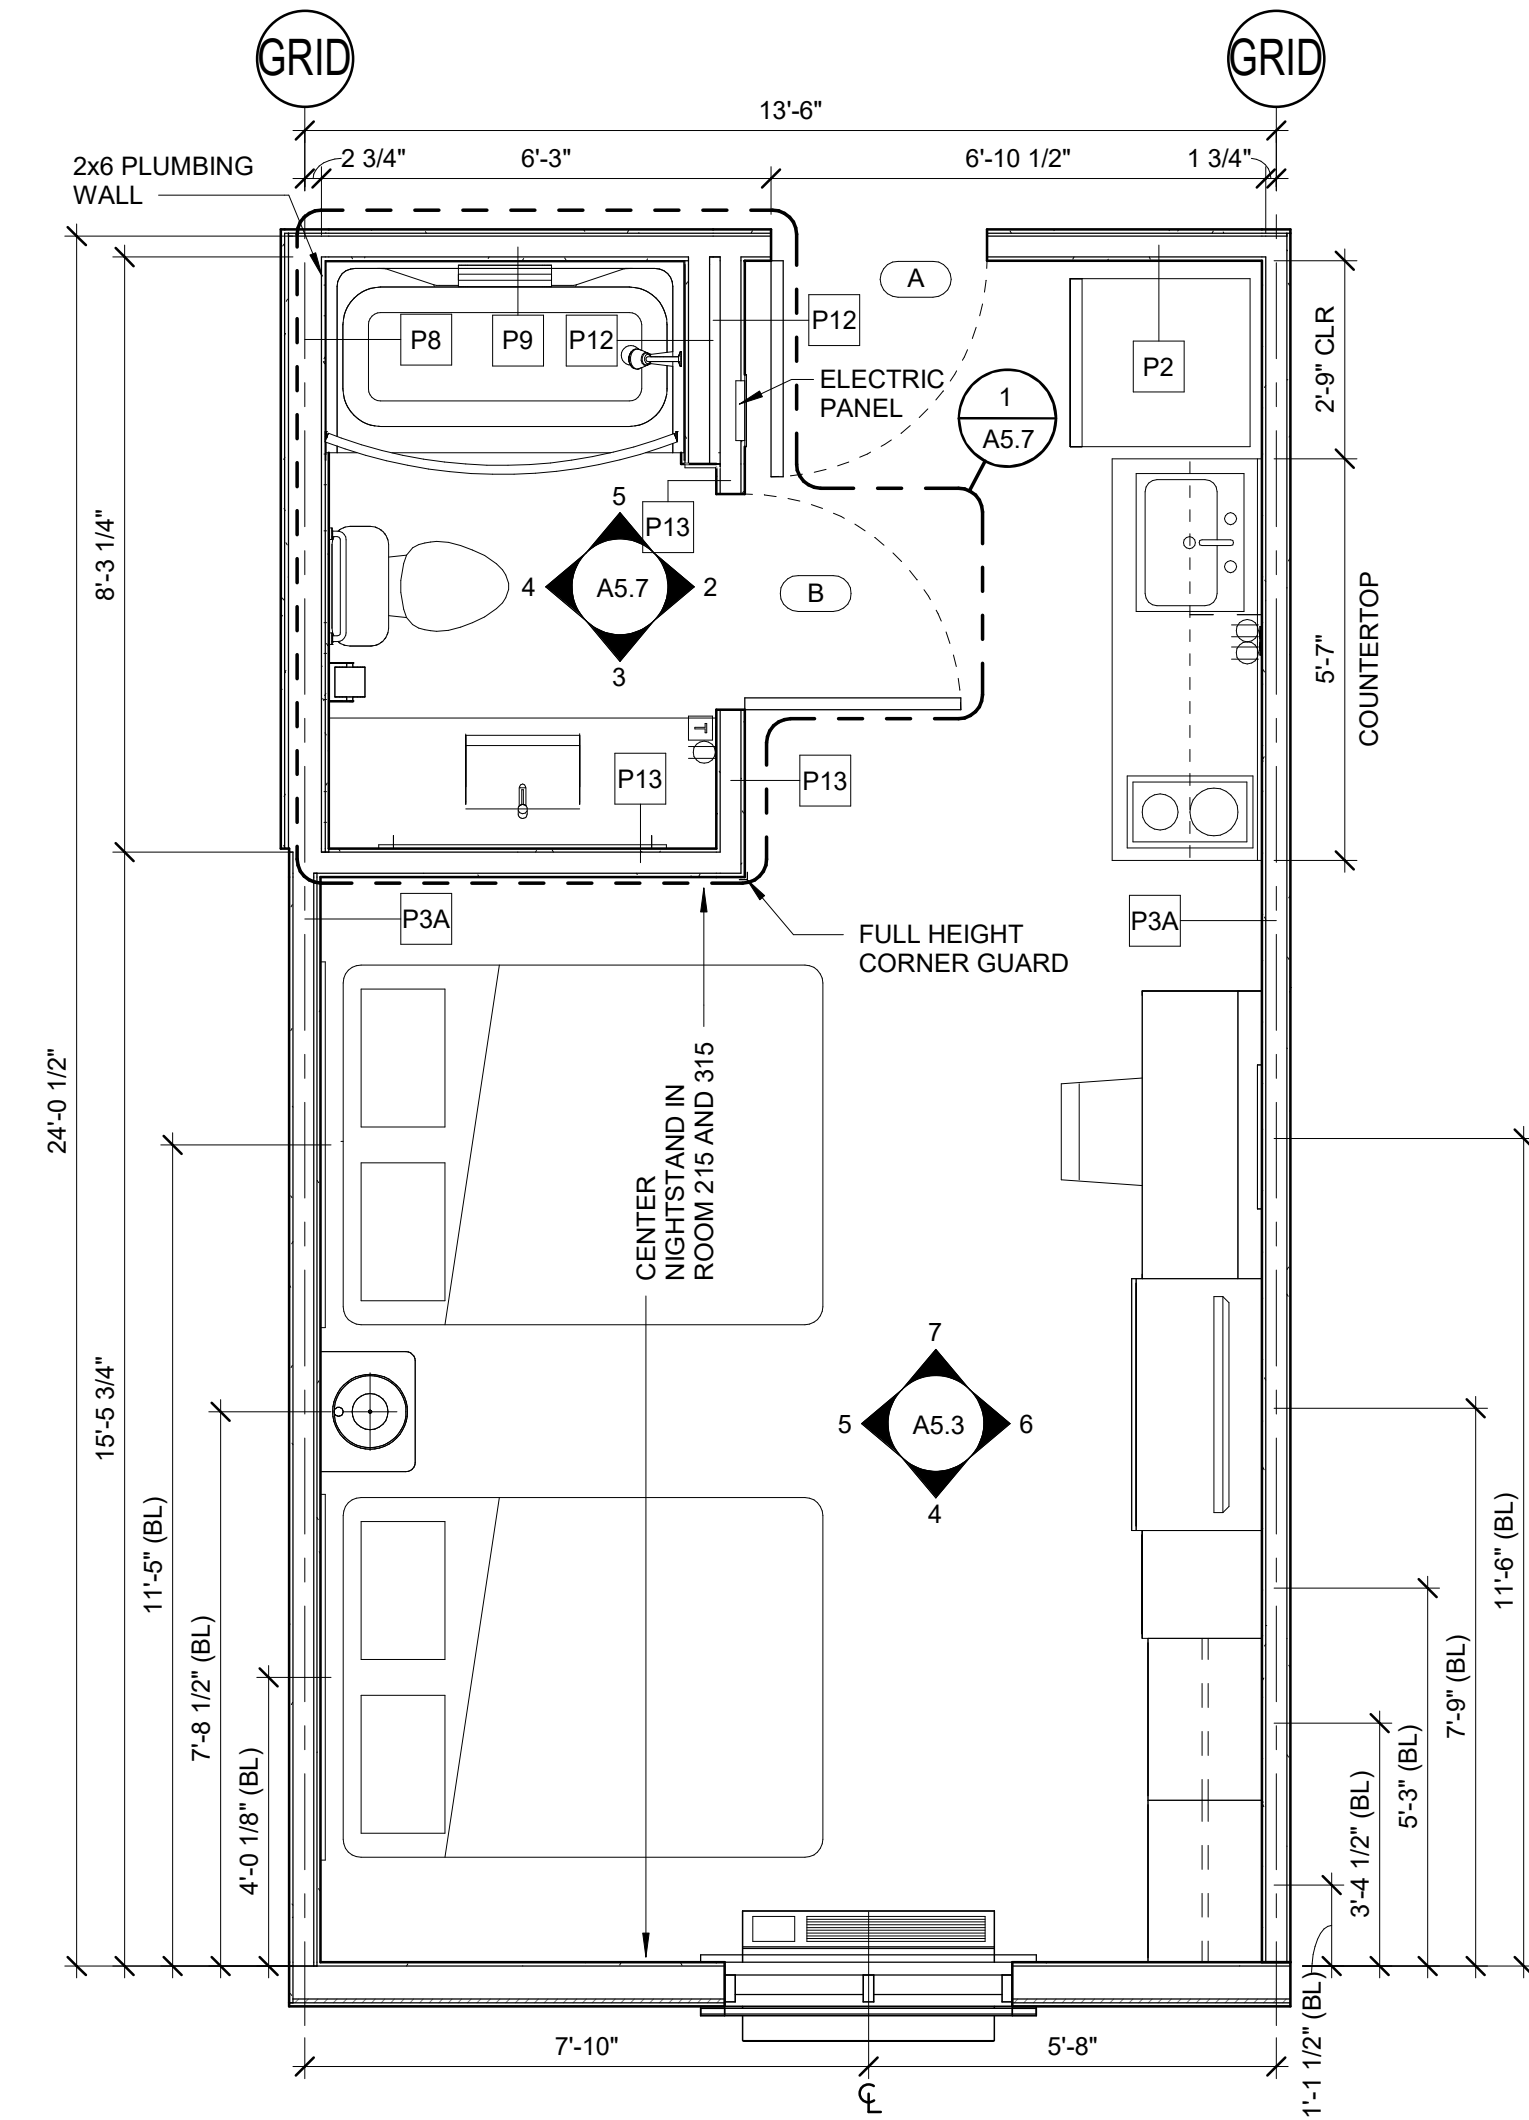 GRID
GRID
13'-6"
2 3/4"
6'-3"
6'-10 1/2"
1 3/4"
2x6 PLUMBING
WALL
A
P8
P9
P12
P12
P2
2'-9" CLR
ELECTRIC
PANEL
1
A5.7
P13
5
4
A5.7
2
3
B
8'-3 1/4"
5'-7"
COUNTERTOP
T
P13
P13
P3A
P3A
FULL HEIGHT
CORNER GUARD
24'-0 1/2"
CENTER
NIGHTSTAND IN
ROOM 215 AND 315
15'-5 3/4"
7
5
A5.3
6
4
11'-5" (BL)
7'-8 1/2" (BL)
4'-0 1/8" (BL)
11'-6" (BL)
7'-9" (BL)
5'-3" (BL)
3'-4 1/2" (BL)
1'-1 1/2" (BL)
7'-10"
5'-8"
℄